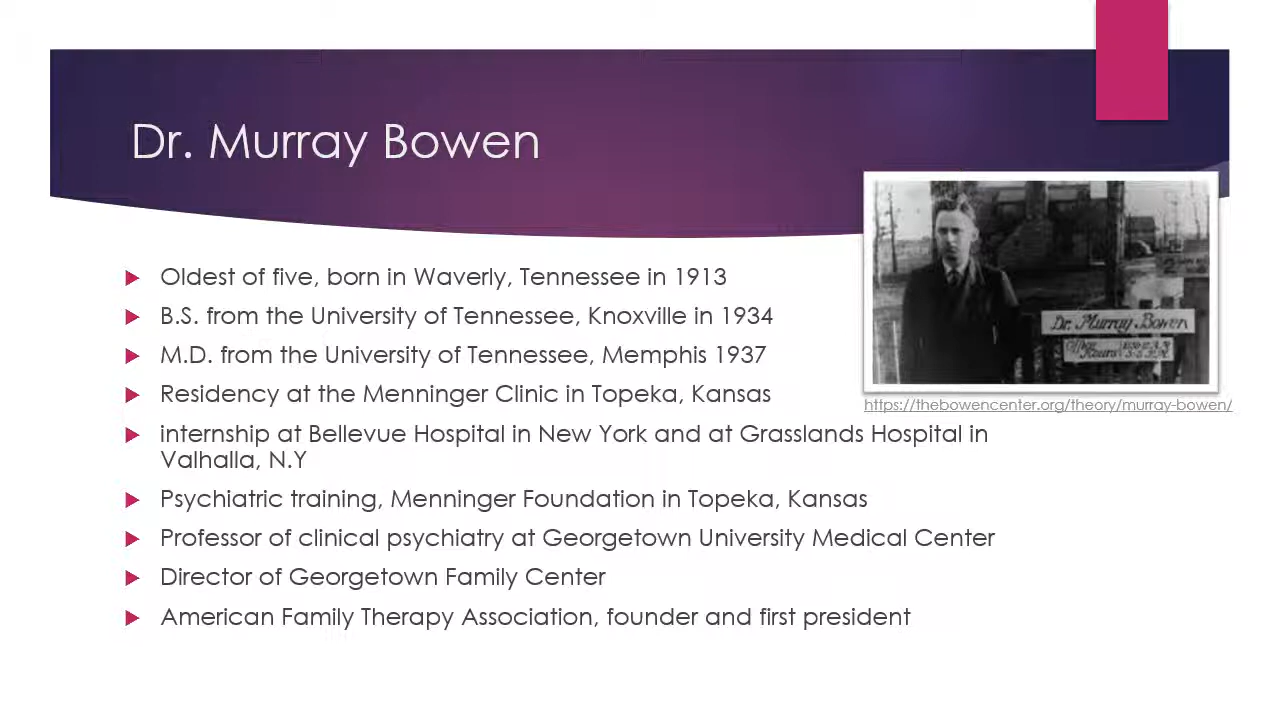 Dr. Murray Bowen
Oldest of five, born in Waverly, Tennessee in 1913
B.S. from the University of Tennessee, Knoxville in 1934
M.D. from the University of Tennessee, Memphis 1937
Residency at the Menninger Clinic in Topeka, Kansas
internship at Bellevue Hospital in New York and at Grasslands Hospital in
Valhalla, N.Y
Psychiatric training, Menninger Foundation in Topeka, Kansas
Professor of clinical psychiatry at Georgetown University Medical Center
Director of Georgetown Family Center
American Family Therapy Association, founder and first president
Dr. Murray Bowen
Office
Hours
https://thebowencenter.org/theory/murray-bowen/